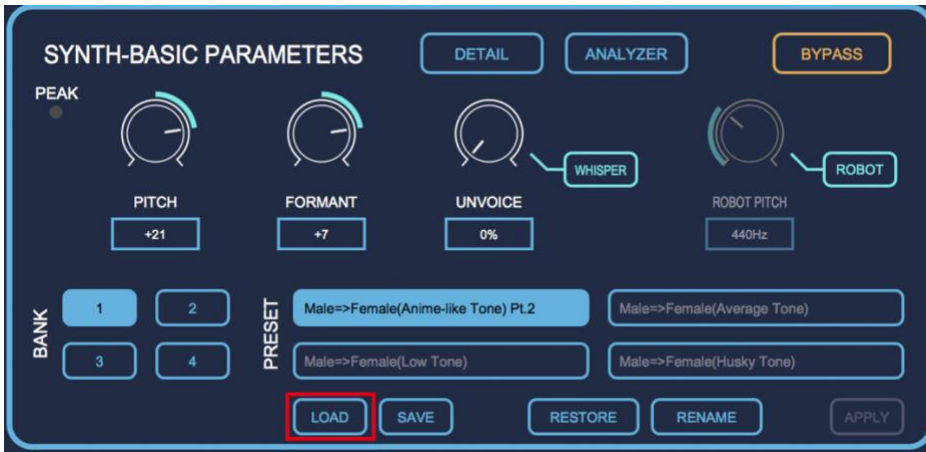 SYNTH-BASIC PARAMETERS
DETAIL
ANALYZER
BYPASS
PEAK
WHISPER
ROBOT
PITCH
FORMANT
UNVOICE
ROBOT PITCH
+21
+7
0%
440Hz
BANK
1
2
3
4
PRESET
Male=>Female(Anime-like Tone) Pt.2
Male=>Female(Average Tone)
Male=>Female(Low Tone)
Male=>Female(Husky Tone)
LOAD
SAVE
RESTORE
RENAME
APPLY